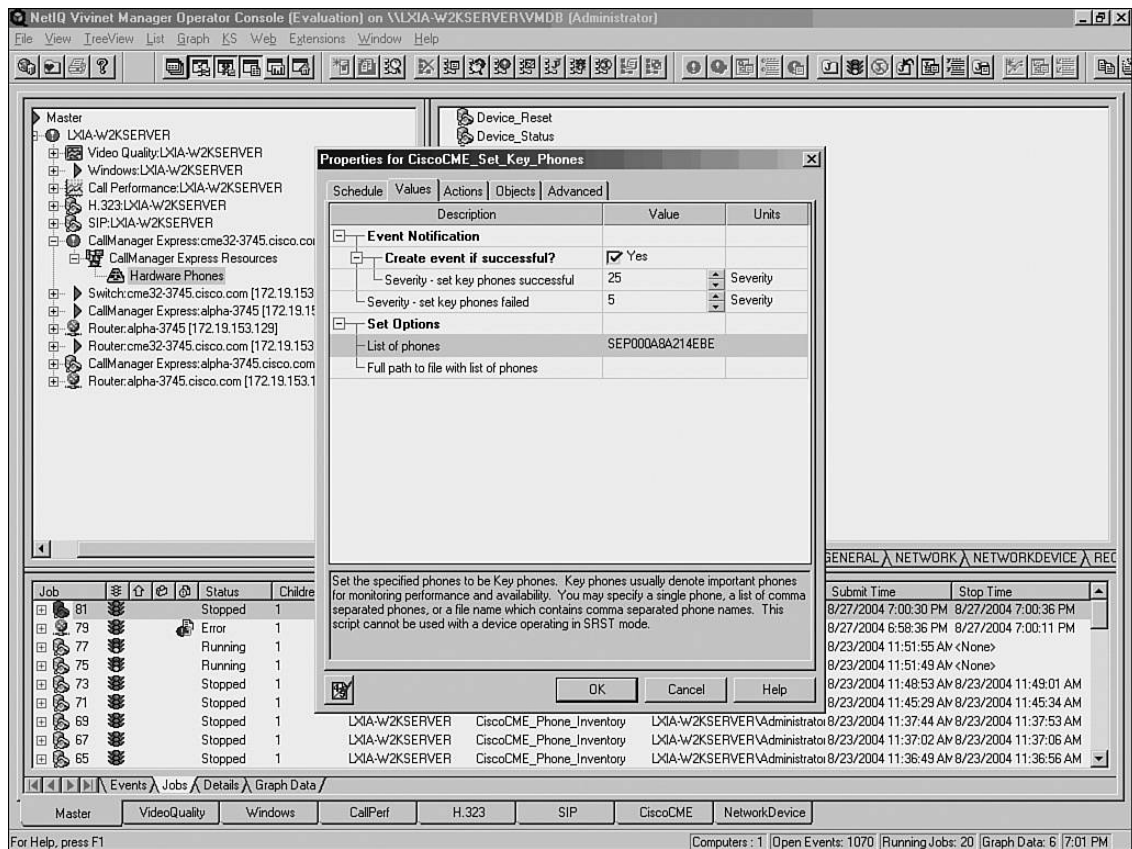 NetIQ Vivinet Manager Operator Console (Evaluation) on \\LXIA-W2KSERVER\VMDB (Administrator)
File View TreeView List Graph KS Web Extensions Window Help
Master
LXIA-W2KSERVER
Video Quality:LXIA-W2KSERVER
Windows:LXIA-W2KSERVER
Call Performance:LXIA-W2KSERVER
H.323:LXIA-W2KSERVER
SIP:LXIA-W2KSERVER
CallManager Express:cme32-3745.cisco.co
CallManager Express Resources
Hardware Phones
Switch:cme32-3745.cisco.com [172.19.153
CallManager Express:alpha-3745 [172.19.15
Router:alpha-3745 [172.19.153.129]
Router:cme32-3745.cisco.com [172.19.153
CallManager Express:alpha-3745.cisco.com
Router:alpha-3745.cisco.com [172.19.153.1
Device_Reset
Device_Status
Properties for CiscoCME_Set_Key_Phones
Schedule Values Actions Objects Advanced
Description Value Units
Event Notification
Create event if successful? Yes
Severity - set key phones successful 25 Severity
Severity - set key phones failed 5 Severity
Set Options
List of phones SEP000A8A214EBE
Full path to file with list of phones
Set the specified phones to be Key phones. Key phones usually denote important phones
for monitoring performance and availability. You may specify a single phone, a list of comma
separated phones, or a file name which contains comma separated phone names. This
script cannot be used with a device operating in SRST mode.
OK Cancel Help
GENERAL NETWORK NETWORKDEVICE REC
Job Status Childre Submit Time Stop Time
81 Stopped 1 8/27/2004 7:00:30 PM 8/27/2004 7:00:36 PM
79 Error 1 8/27/2004 6:58:36 PM 8/27/2004 7:00:11 PM
77 Running 1 8/23/2004 11:51:55 AM <None>
75 Running 1 8/23/2004 11:51:49 AM <None>
73 Stopped 1 8/23/2004 11:48:53 AM 8/23/2004 11:49:01 AM
71 Stopped 1 8/23/2004 11:45:29 AM 8/23/2004 11:45:34 AM
69 Stopped 1 LXIA-W2KSERVER CiscoCME_Phone_Inventory LXIA-W2KSERVER\Administrator 8/23/2004 11:37:44 AM 8/23/2004 11:37:53 AM
67 Stopped 1 LXIA-W2KSERVER CiscoCME_Phone_Inventory LXIA-W2KSERVER\Administrator 8/23/2004 11:37:02 AM 8/23/2004 11:37:06 AM
65 Stopped 1 LXIA-W2KSERVER CiscoCME_Phone_Inventory LXIA-W2KSERVER\Administrator 8/23/2004 11:36:49 AM 8/23/2004 11:36:56 AM
Events Jobs Details Graph Data
Master VideoQuality Windows CallPerf H.323 SIP CiscoCME NetworkDevice
For Help, press F1 Computers : 1 Open Events: 1070 Running Jobs: 20 Graph Data: 6 7:01 PM